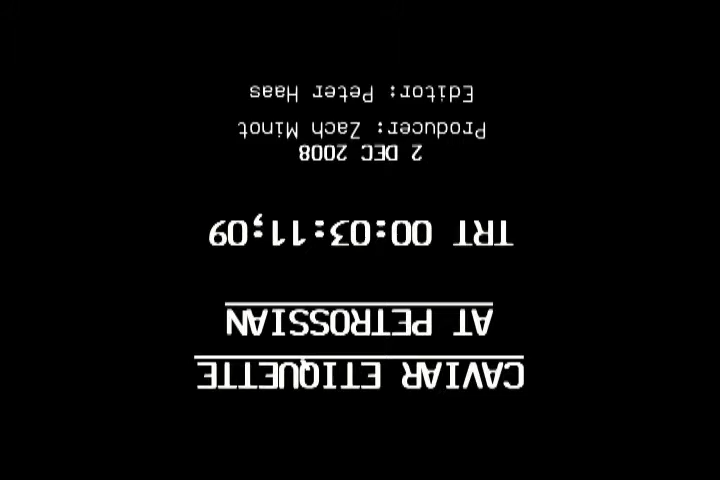 CAVIAR ETIQUETTE
AT PETROSSIAN
TRT 00:03:11;09
2 DEC 2008
Producer: Zach Minot
Editor: Peter Haas